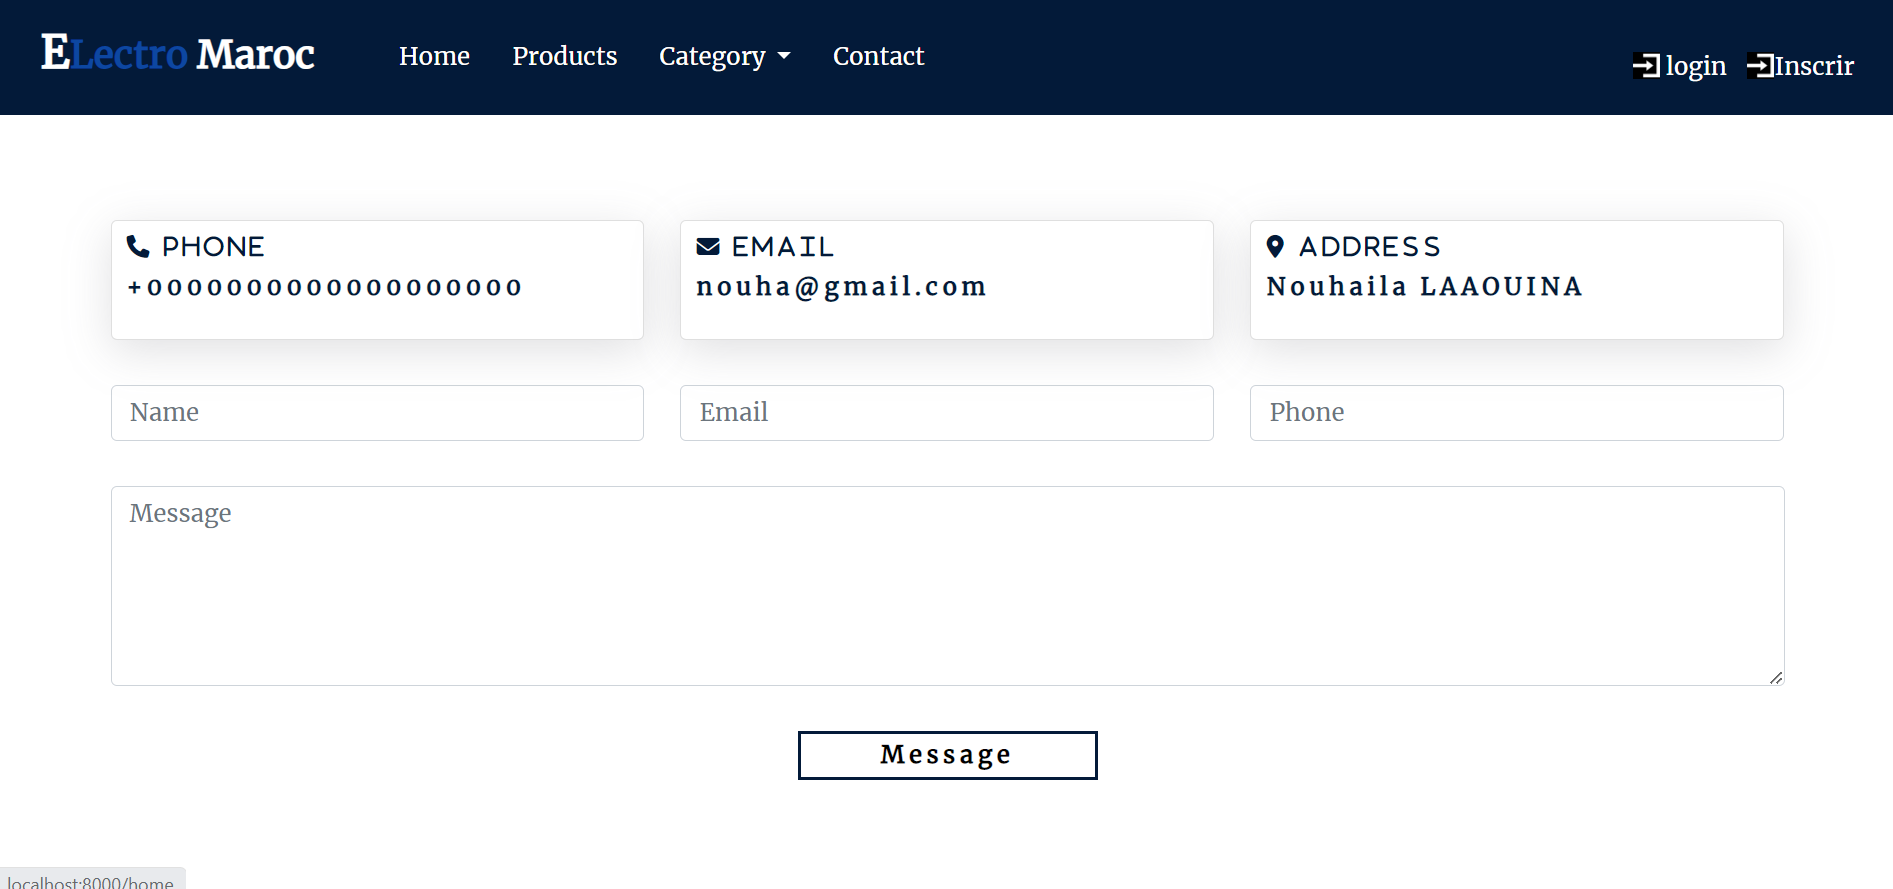 ELectro Maroc Home Products Category Contact login Inscrir
PHONE EMAIL ADDRESS
+0000000000000000000 nouha@gmail.com Nouhaila LAAOUINA
Name Email Phone
Message
Message
localhost:8000/home